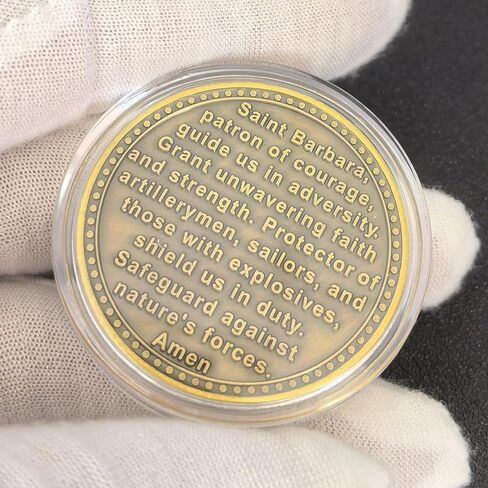 Saint Barbara,
patron of courage,
guide us in adversity.
Grant unwavering faith
and strength. Protector of
artillerymen, sailors, and
those with explosives,
shield us in duty.
Safeguard against
nature's forces.
Amen